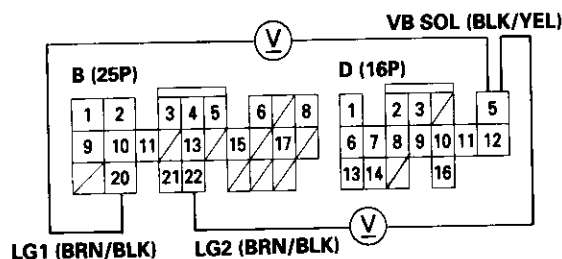 VB SOL (BLK/YEL)
V
B (25P)
D (16P)
1 2 3 4 5 6 8
1 2 3 5
9 10 11 13 15 17
6 7 8 9 10 11 12
20 21 22
13 14 16
LG1 (BRN/BLK)
LG2 (BRN/BLK)
V